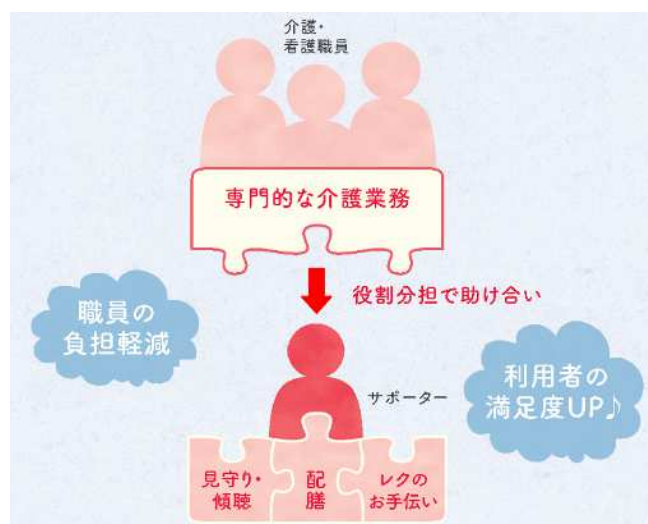 介護・
看護職員
専門的な介護業務
役割分担で助け合い
職員の
負担軽減
サポーター
利用者の
満足度UP♪
見守り・
傾聴
配
膳
レクの
お手伝い